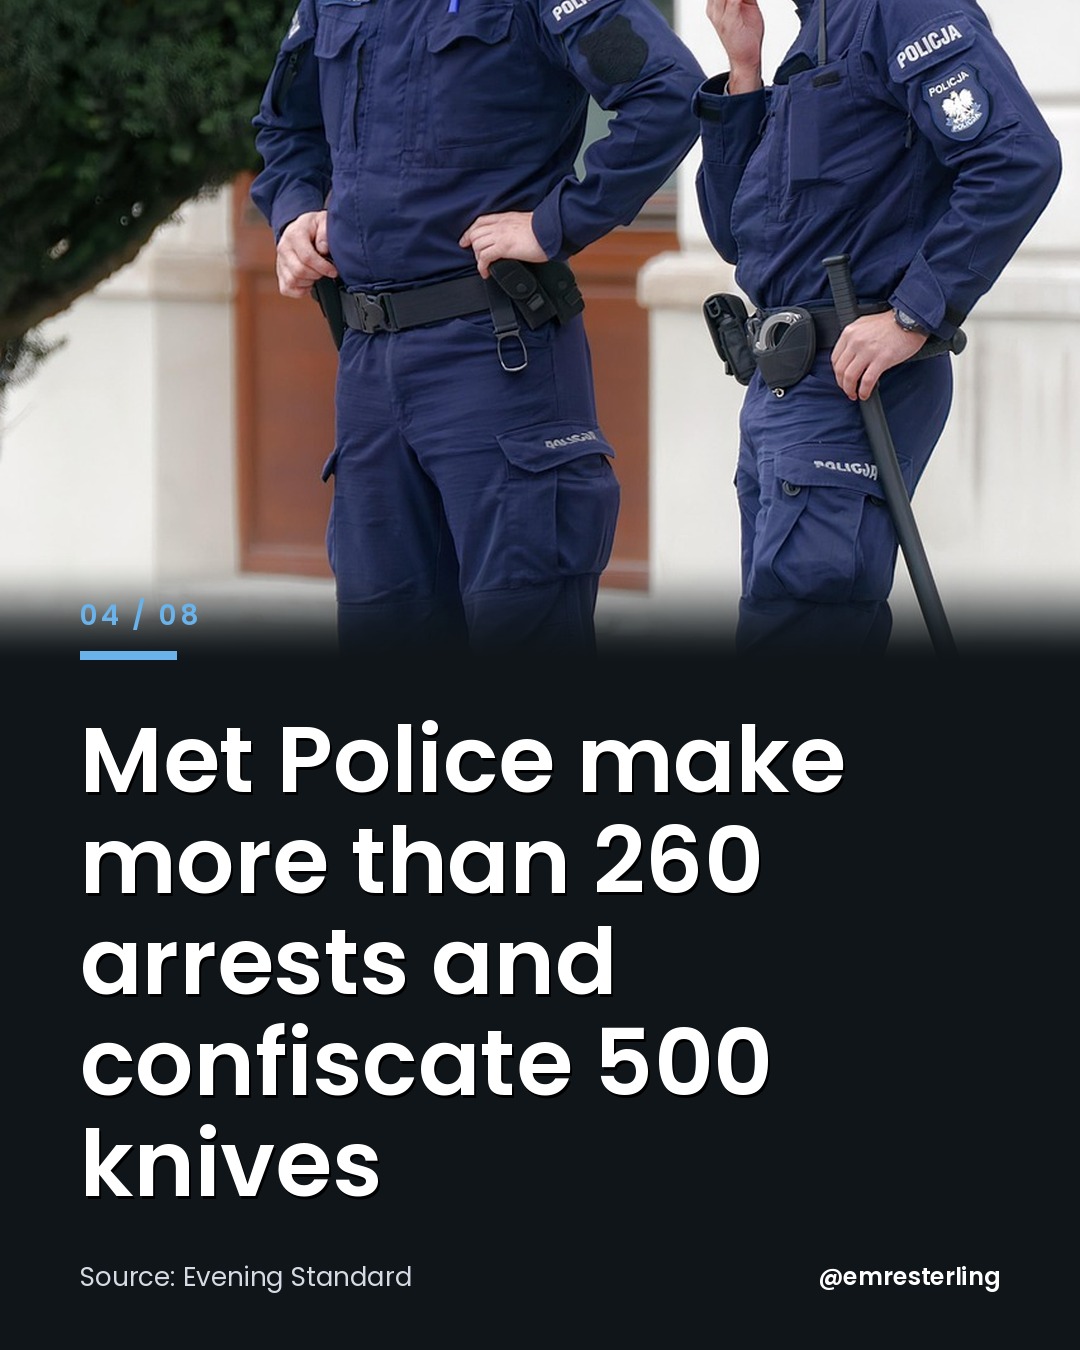 POLICJA
POLICJA
POLICJA
POLICJA
POLICJA
04 / 08
Met Police make
more than 260
arrests and
confiscate 500
knives
Source: Evening Standard
@emresterling